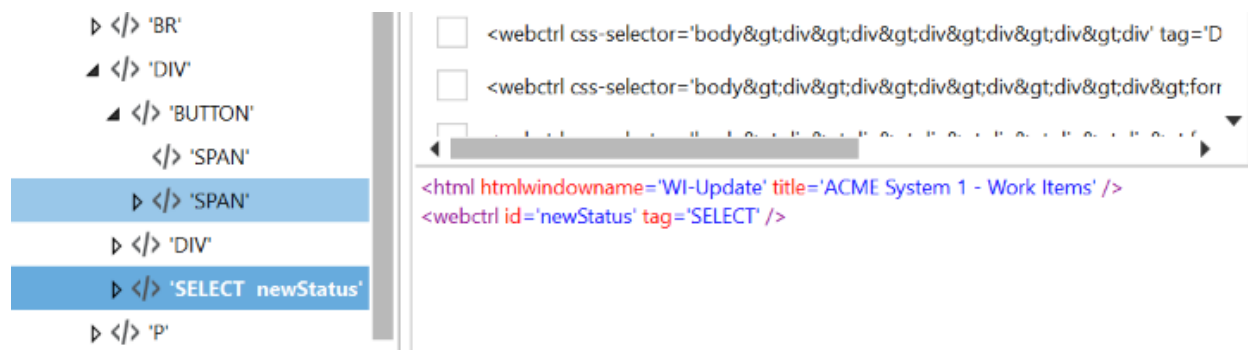 </> 'BR'
</> 'DIV'
</> 'BUTTON'
</> 'SPAN'
</> 'SPAN'
</> 'DIV'
</> 'SELECT newStatus'
</> 'P'
<webctrl css-selector='body&gt;div&gt;div&gt;div&gt;div&gt;div&gt;div' tag='D
<webctrl css-selector='body&gt;div&gt;div&gt;div&gt;div&gt;div&gt;forr
<html htmlwindowname='WI-Update' title='ACME System 1 - Work Items' />
<webctrl id='newStatus' tag='SELECT' />